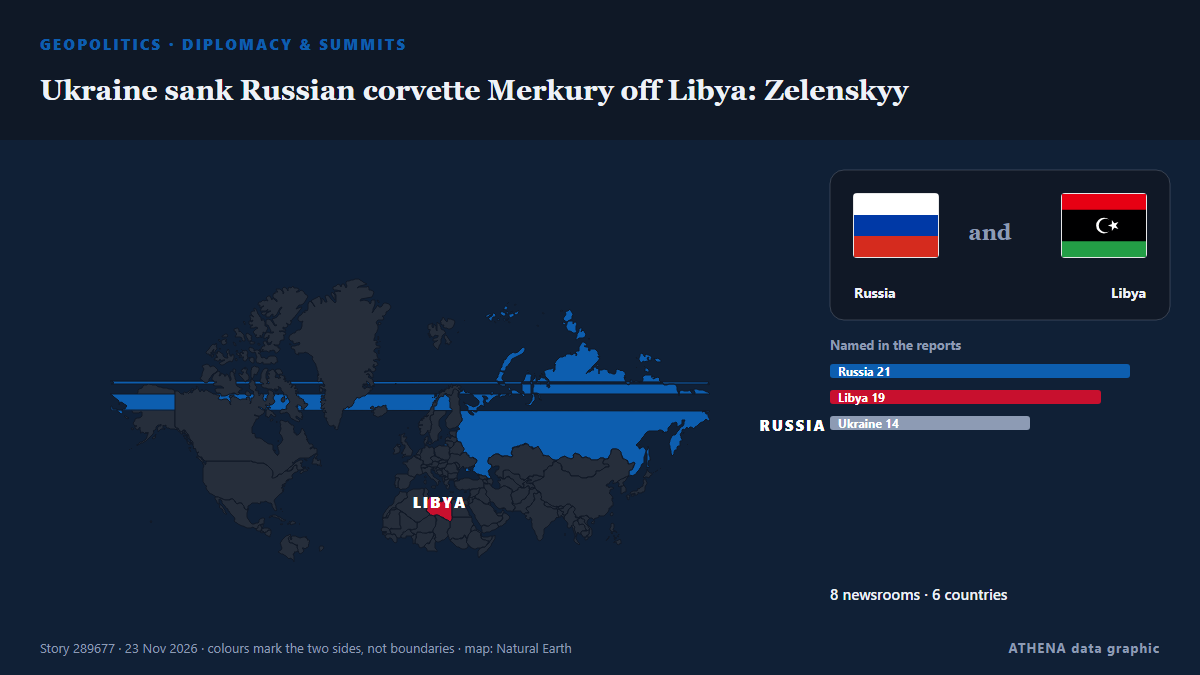 GEOPOLITICS · DIPLOMACY & SUMMITS
Ukraine sank Russian corvette Merkury off Libya: Zelenskyy
and
Russia
Libya
Named in the reports
Russia 21
Libya 19
Ukraine 14
RUSSIA
LIBYA
8 newsrooms · 6 countries
Story 289677 · 23 Nov 2026 · colours mark the two sides, not boundaries · map: Natural Earth
ATHENA data graphic